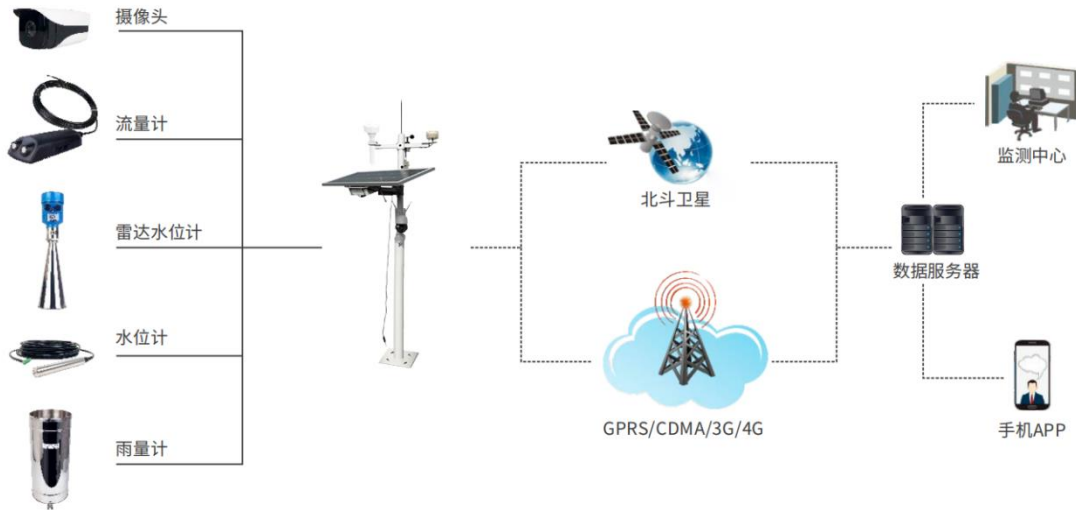 摄像头
流量计
雷达水位计
水位计
雨量计
北斗卫星
GPRS/CDMA/3G/4G
数据服务器
监测中心
手机APP